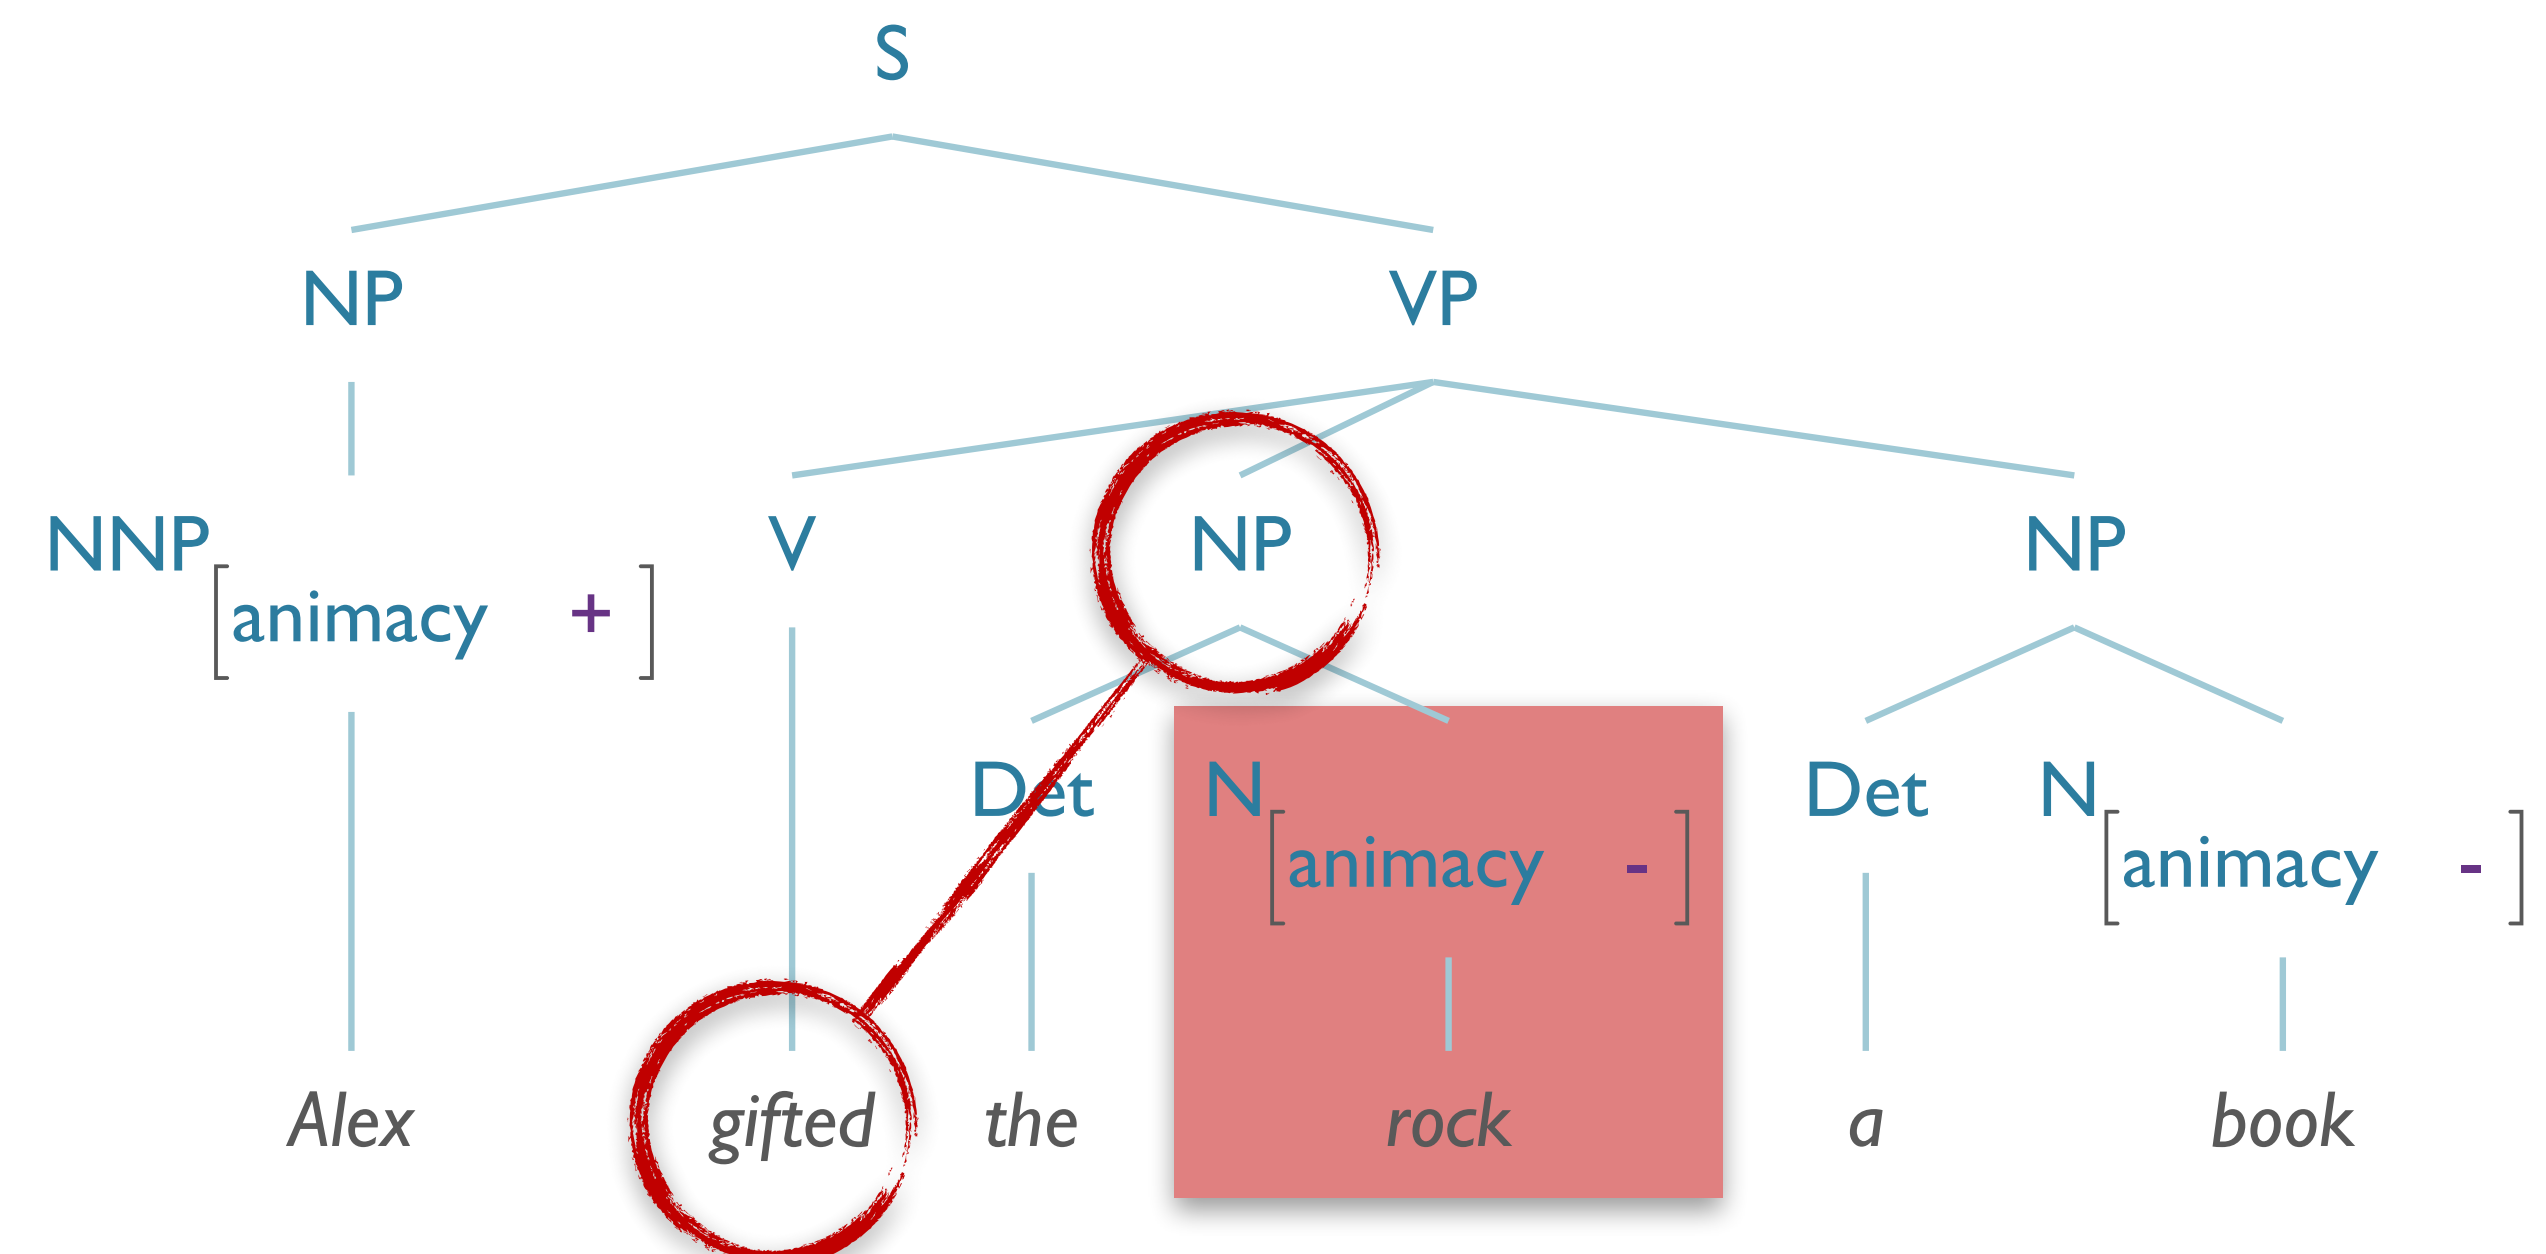 S
NP VP
NNP V NP NP
[animacy +]
Det N Det N
[animacy -] [animacy -]
Alex gifted the rock a book